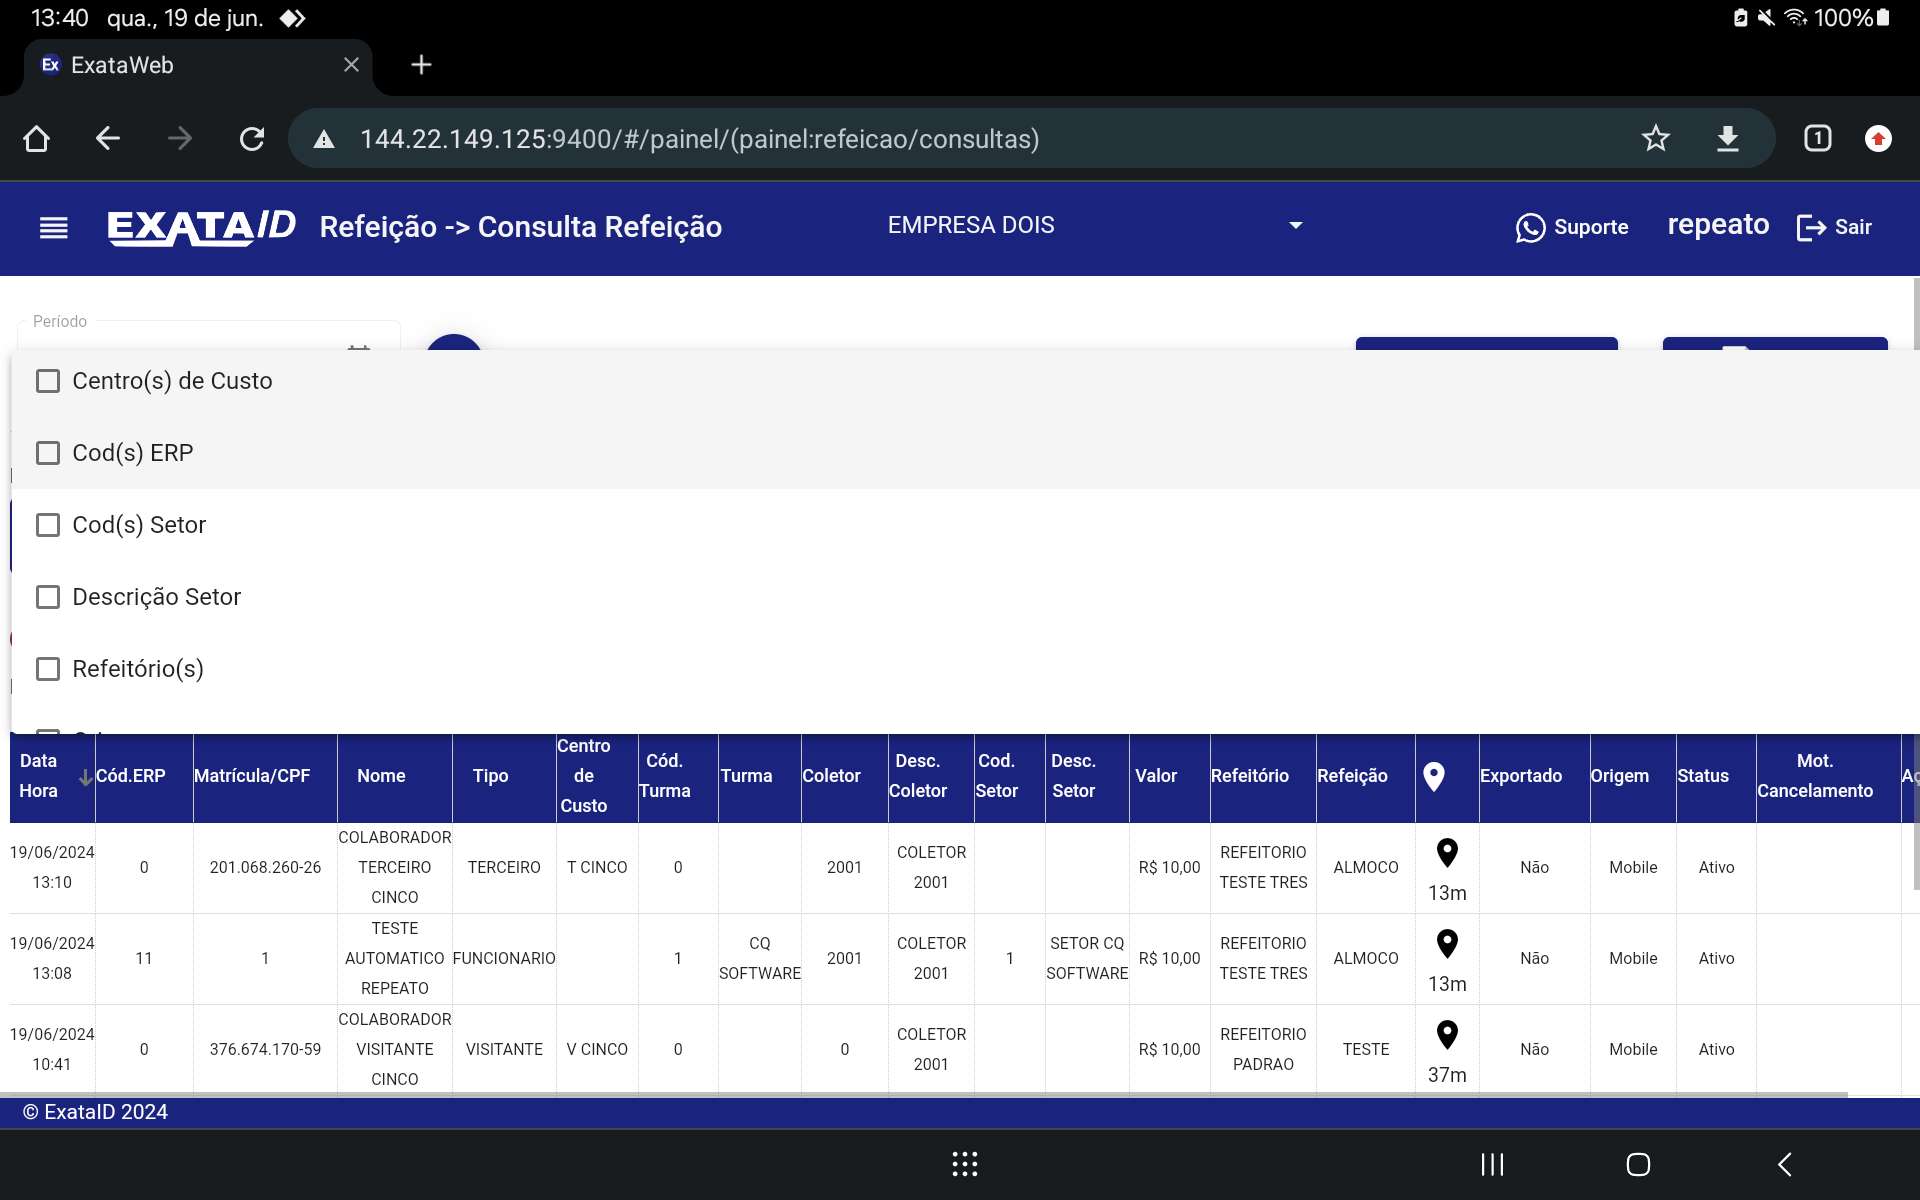 13:40 qua., 19 de jun. 100%
Ex ExataWeb
144.22.149.125:9400/#/painel/(painel:refeicao/consultas) 1
EXATAID Refeição -> Consulta Refeição EMPRESA DOIS Suporte repeato Sair
Período
Centro(s) de Custo
Cod(s) ERP
Cod(s) Setor
Descrição Setor
Refeitório(s)
Data Hora Cód.ERP Matrícula/CPF Nome Tipo Centro de Custo Cód. Turma Turma Coletor Desc. Coletor Cod. Setor Desc. Setor Valor Refeitório Refeição Exportado Origem Status Mot. Cancelamento
19/06/2024 13:10 0 201.068.260-26 COLABORADOR TERCEIRO CINCO TERCEIRO T CINCO 0 2001 COLETOR 2001 R$ 10,00 REFEITORIO TESTE TRES ALMOCO 13m Não Mobile Ativo
19/06/2024 13:08 11 1 TESTE AUTOMATICO REPEATO FUNCIONARIO 1 CQ SOFTWARE 2001 COLETOR 2001 1 SETOR CQ SOFTWARE R$ 10,00 REFEITORIO TESTE TRES ALMOCO 13m Não Mobile Ativo
19/06/2024 10:41 0 376.674.170-59 COLABORADOR VISITANTE CINCO VISITANTE V CINCO 0 0 COLETOR 2001 R$ 10,00 REFEITORIO PADRAO TESTE 37m Não Mobile Ativo
© ExataID 2024